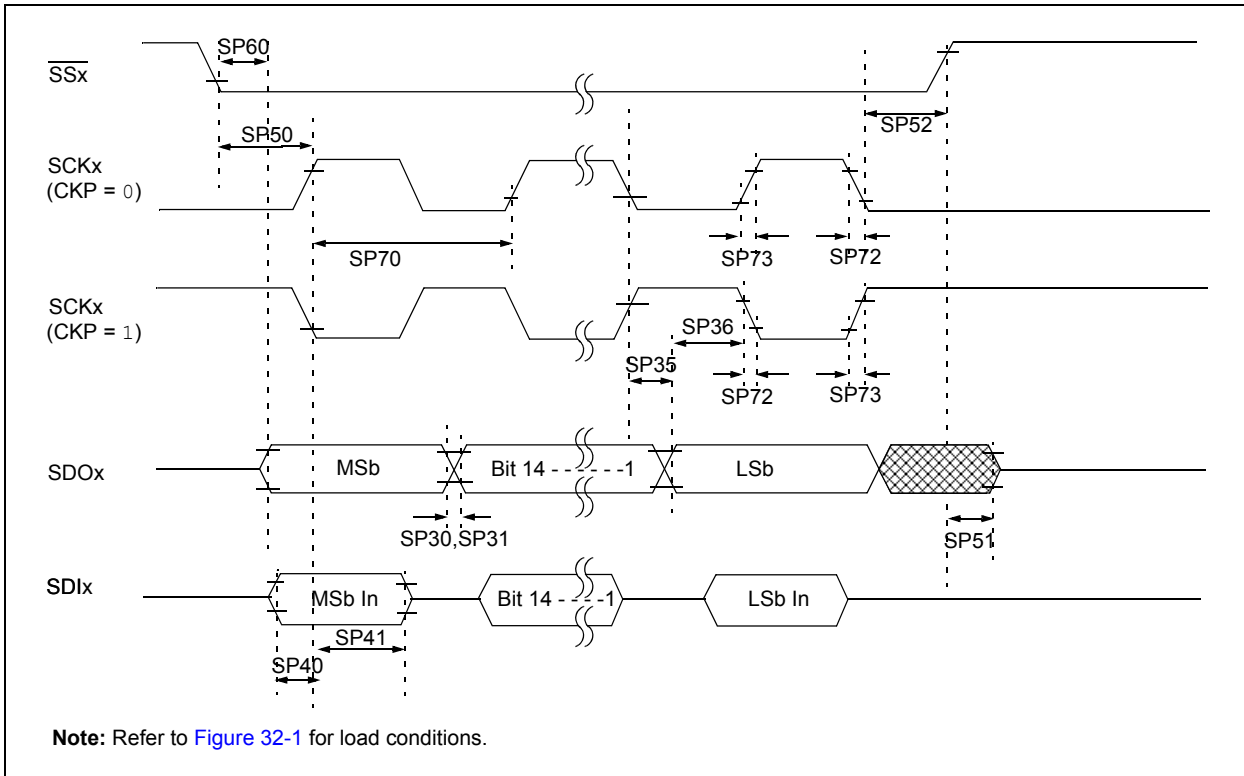 SP60
SSx
SP50
SP52
SCKx
(CKP = 0)
SP70
SP73
SP72
SCKx
(CKP = 1)
SP36
SP35
SP72
SP73
SDOx
MSb
Bit 14 - - - - - -1
LSb
SP30,SP31
SP51
SDIx
MSb In
Bit 14 - - - -1
LSb In
SP41
SP40
Note: Refer to Figure 32-1 for load conditions.